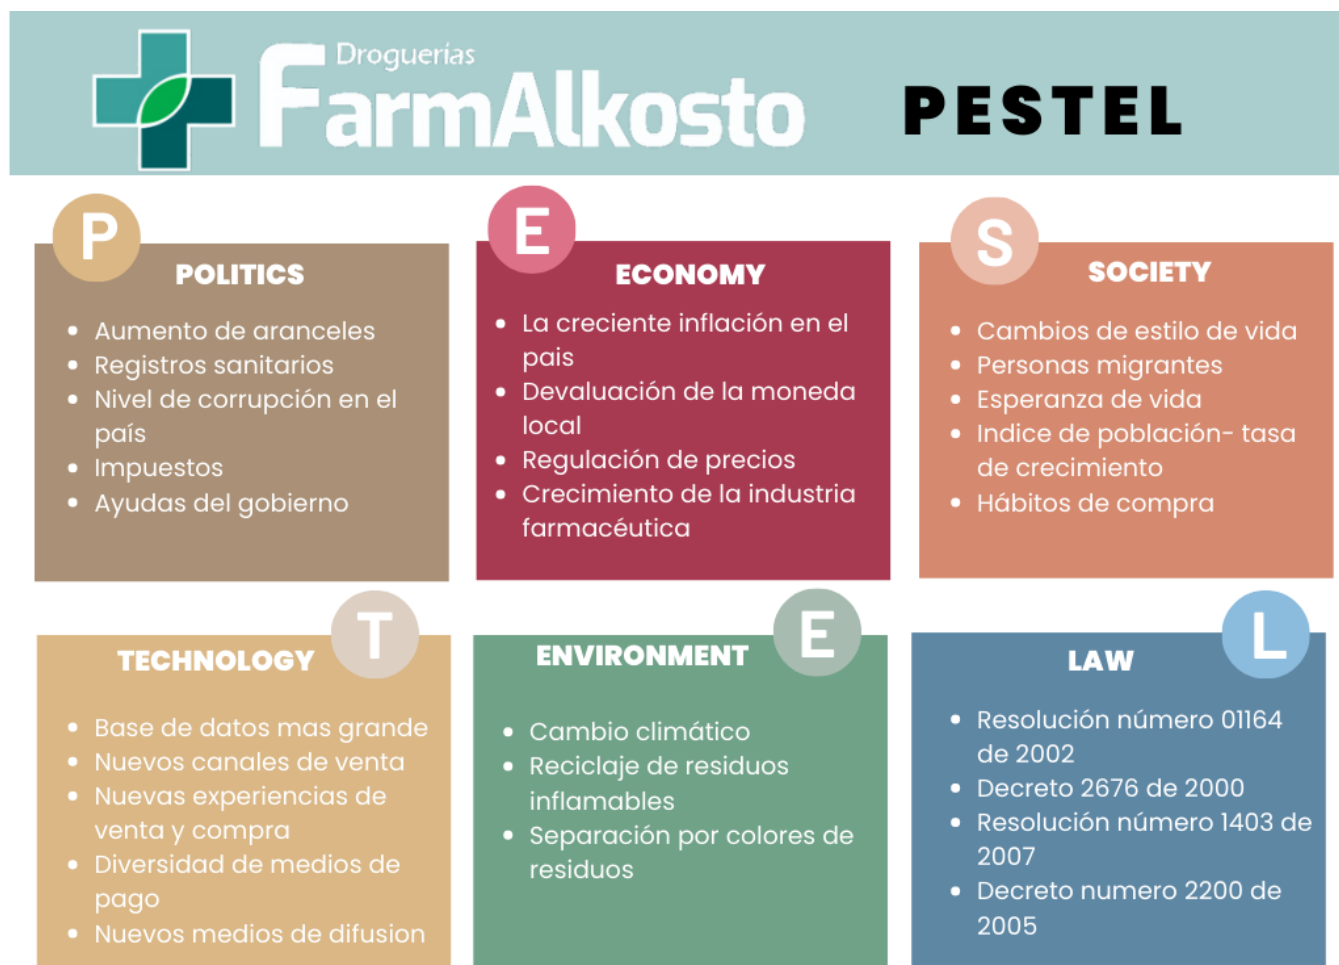 Droguerías
FarmAlkosto
PESTEL
P
POLITICS
• Aumento de aranceles
• Registros sanitarios
• Nivel de corrupción en el
país
• Impuestos
• Ayudas del gobierno
E
ECONOMY
• La creciente inflación en el
pais
• Devaluación de la moneda
local
• Regulación de precios
• Crecimiento de la industria
farmacéutica
S
SOCIETY
• Cambios de estilo de vida
• Personas migrantes
• Esperanza de vida
• Indice de población- tasa
de crecimiento
• Hábitos de compra
T
TECHNOLOGY
• Base de datos mas grande
• Nuevos canales de venta
• Nuevas experiencias de
venta y compra
• Diversidad de medios de
pago
• Nuevos medios de difusion
E
ENVIRONMENT
• Cambio climático
• Reciclaje de residuos
inflamables
• Separación por colores de
residuos
L
LAW
• Resolución número 01164
de 2002
• Decreto 2676 de 2000
• Resolución número 1403 de
2007
• Decreto numero 2200 de
2005